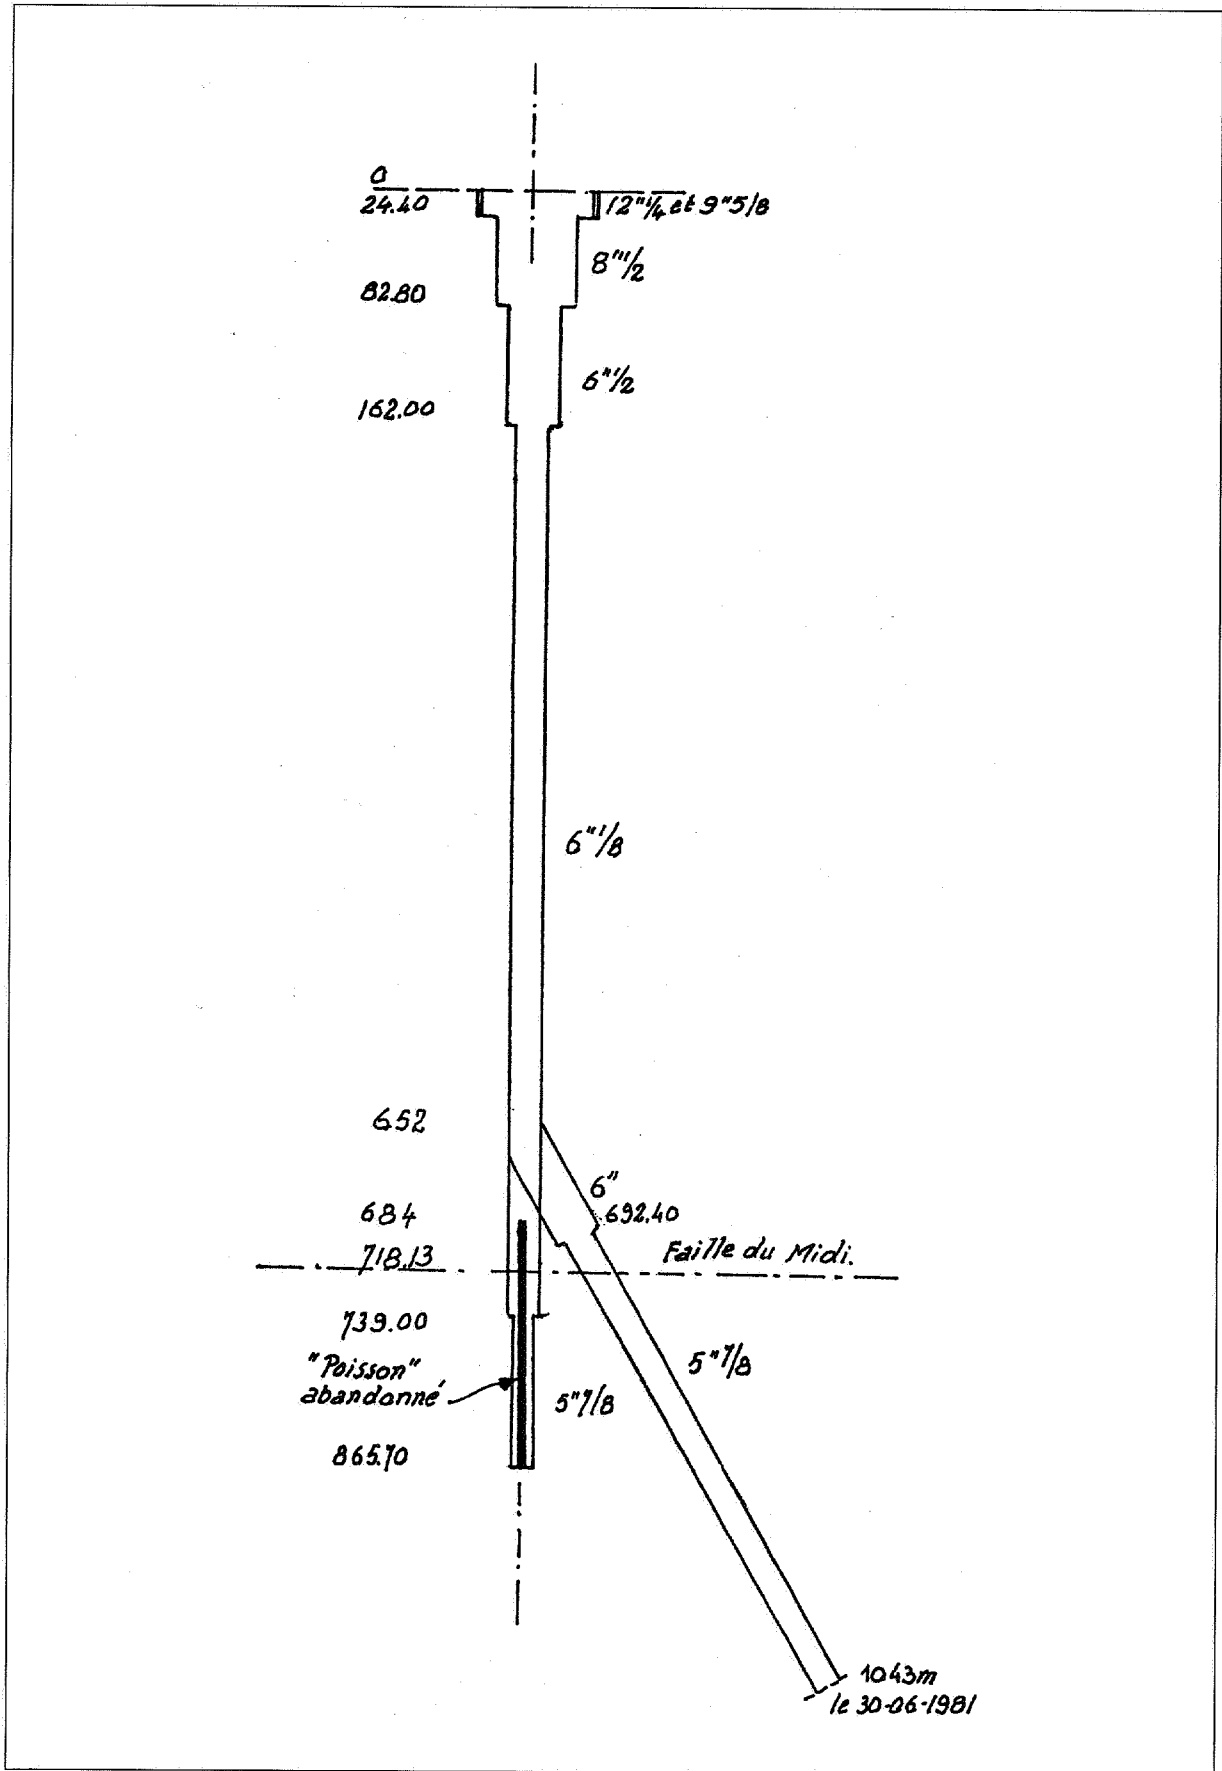 0
24.40
12"1/4 et 9"5/8
8"1/2
82.80
6"1/2
162.00
6"1/8
652
6"
684
692.40
718.13
Faille du Midi.
739.00
"Poisson"
abandonné
5"7/8
5"7/8
865.70
1043m
le 30-06-1981